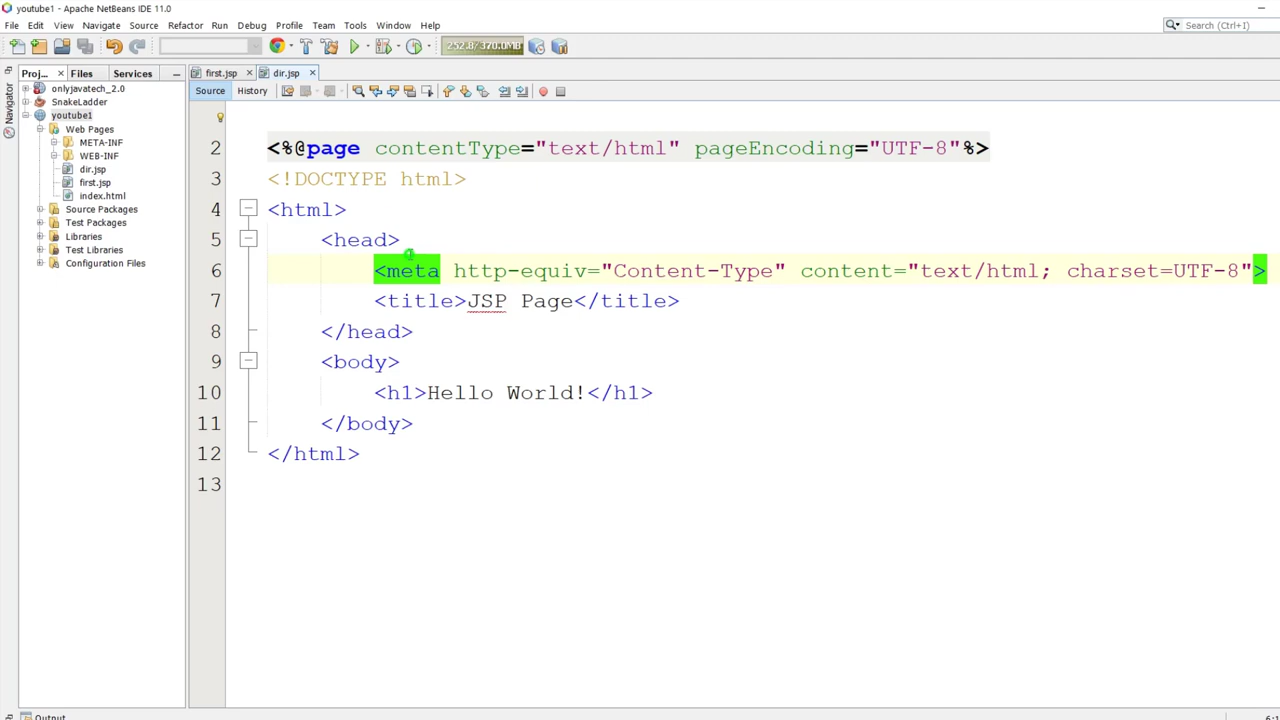 youtube1 - Apache NetBeans IDE 11.0
File Edit View Navigate Source Refactor Run Debug Profile Team Tools Window Help
252.8/370.0MB
Search (Ctrl+I)
Proj... Files Services
first.jsp dir.jsp
Navigator
Source History
onlyjavatech_2.0
SnakeLadder
youtube1
Web Pages
META-INF
WEB-INF
dir.jsp
first.jsp
index.html
Source Packages
Test Packages
Libraries
Test Libraries
Configuration Files
2 <%@page contentType="text/html" pageEncoding="UTF-8"%>
3 <!DOCTYPE html>
4 <html>
5 <head>
6 <meta http-equiv="Content-Type" content="text/html; charset=UTF-8">
7 <title>JSP Page</title>
8 </head>
9 <body>
10 <h1>Hello World!</h1>
11 </body>
12 </html>
13
Output